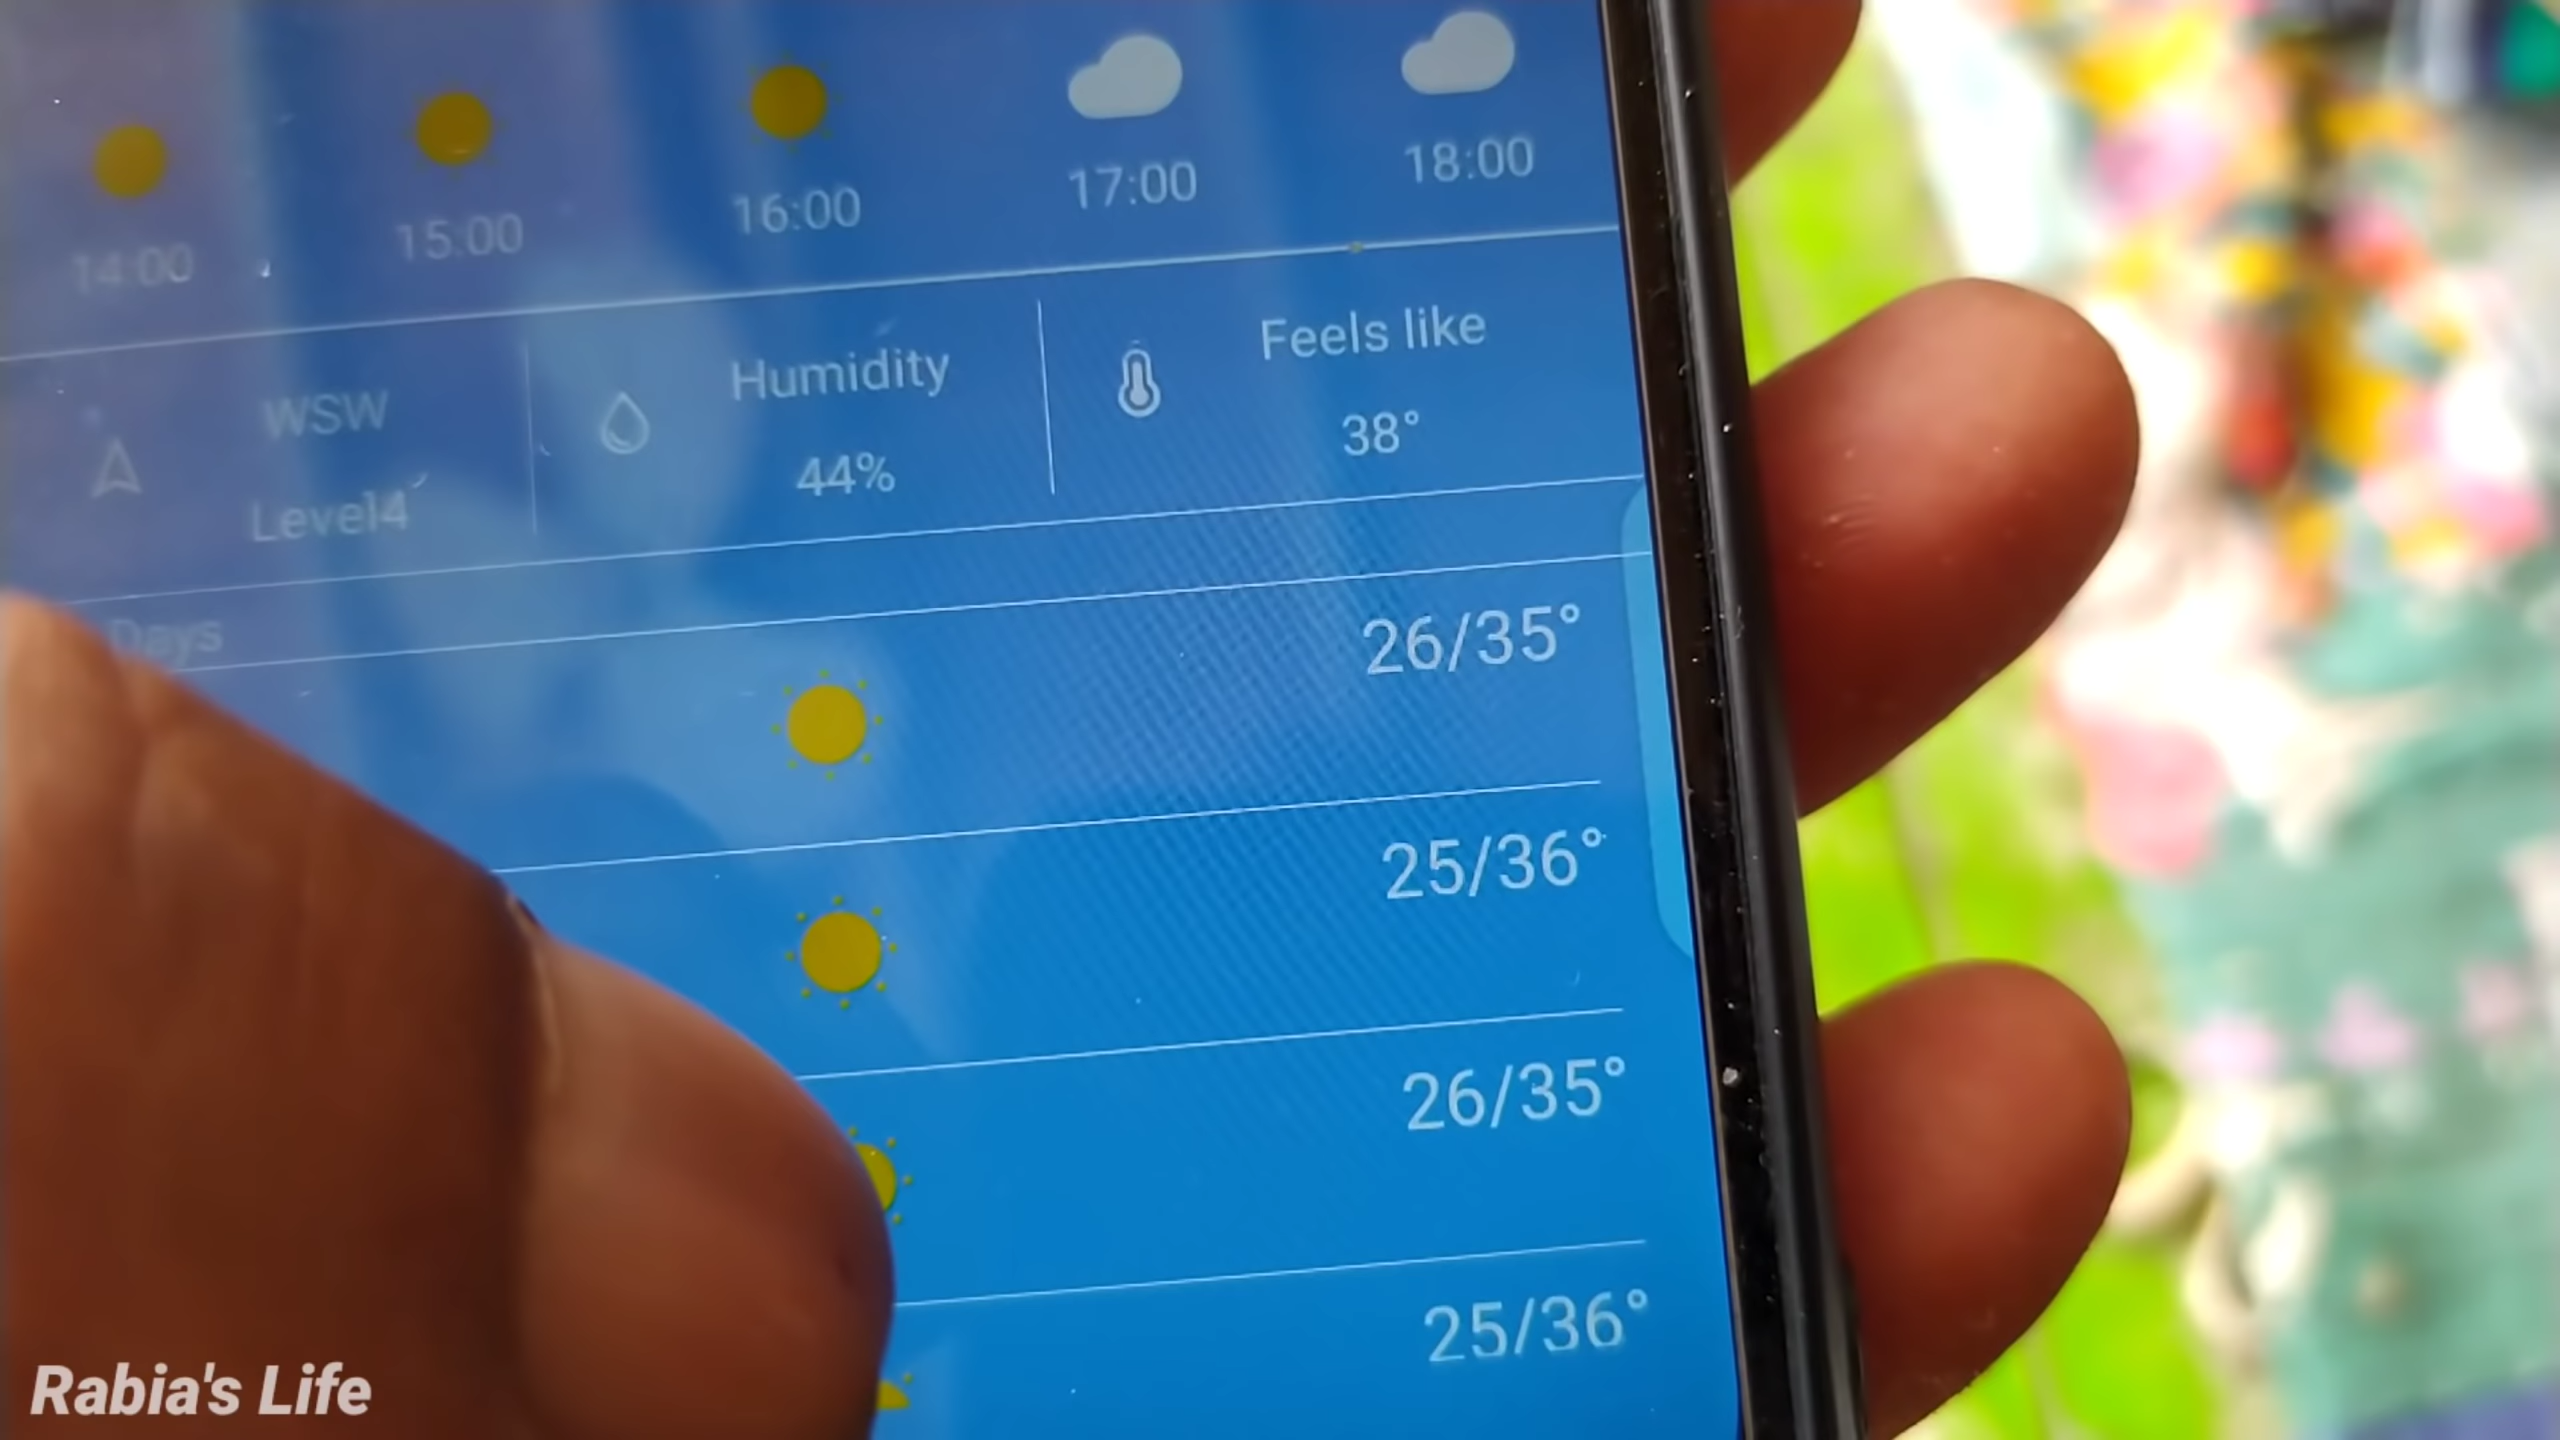 14:00 15:00 16:00 17:00 18:00
WSW
Level4
Humidity
44%
Feels like
38°
Days
26/35°
25/36°
26/35°
25/36°
Rabia's Life